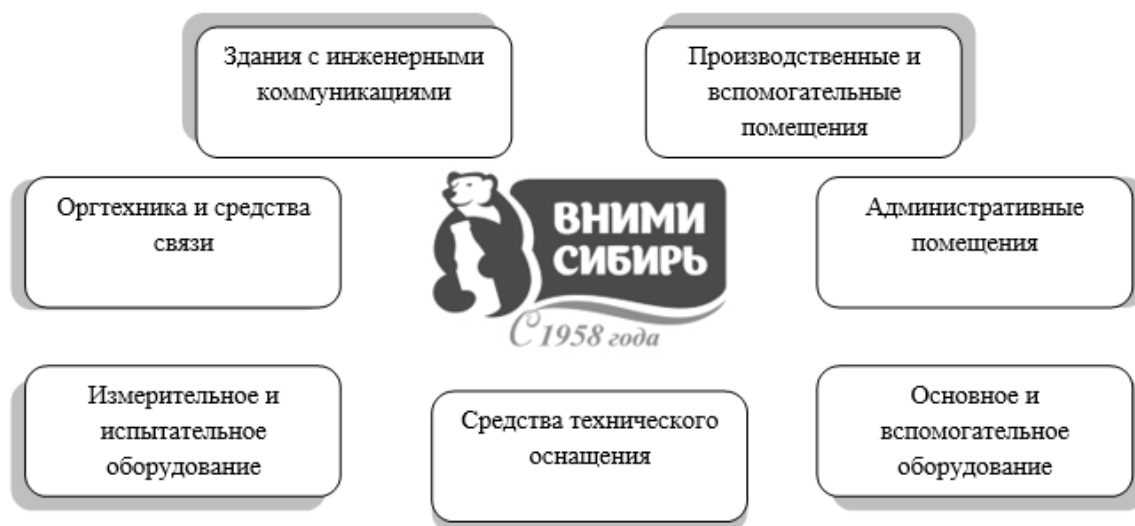 Здания с инженерными
коммуникациями
Производственные и
вспомогательные
помещения
Оргтехника и средства
связи
ВНИМИ
СИБИРЬ
С 1958 года
Административные
помещения
Измерительное и
испытательное
оборудование
Средства технического
оснащения
Основное и
вспомогательное
оборудование